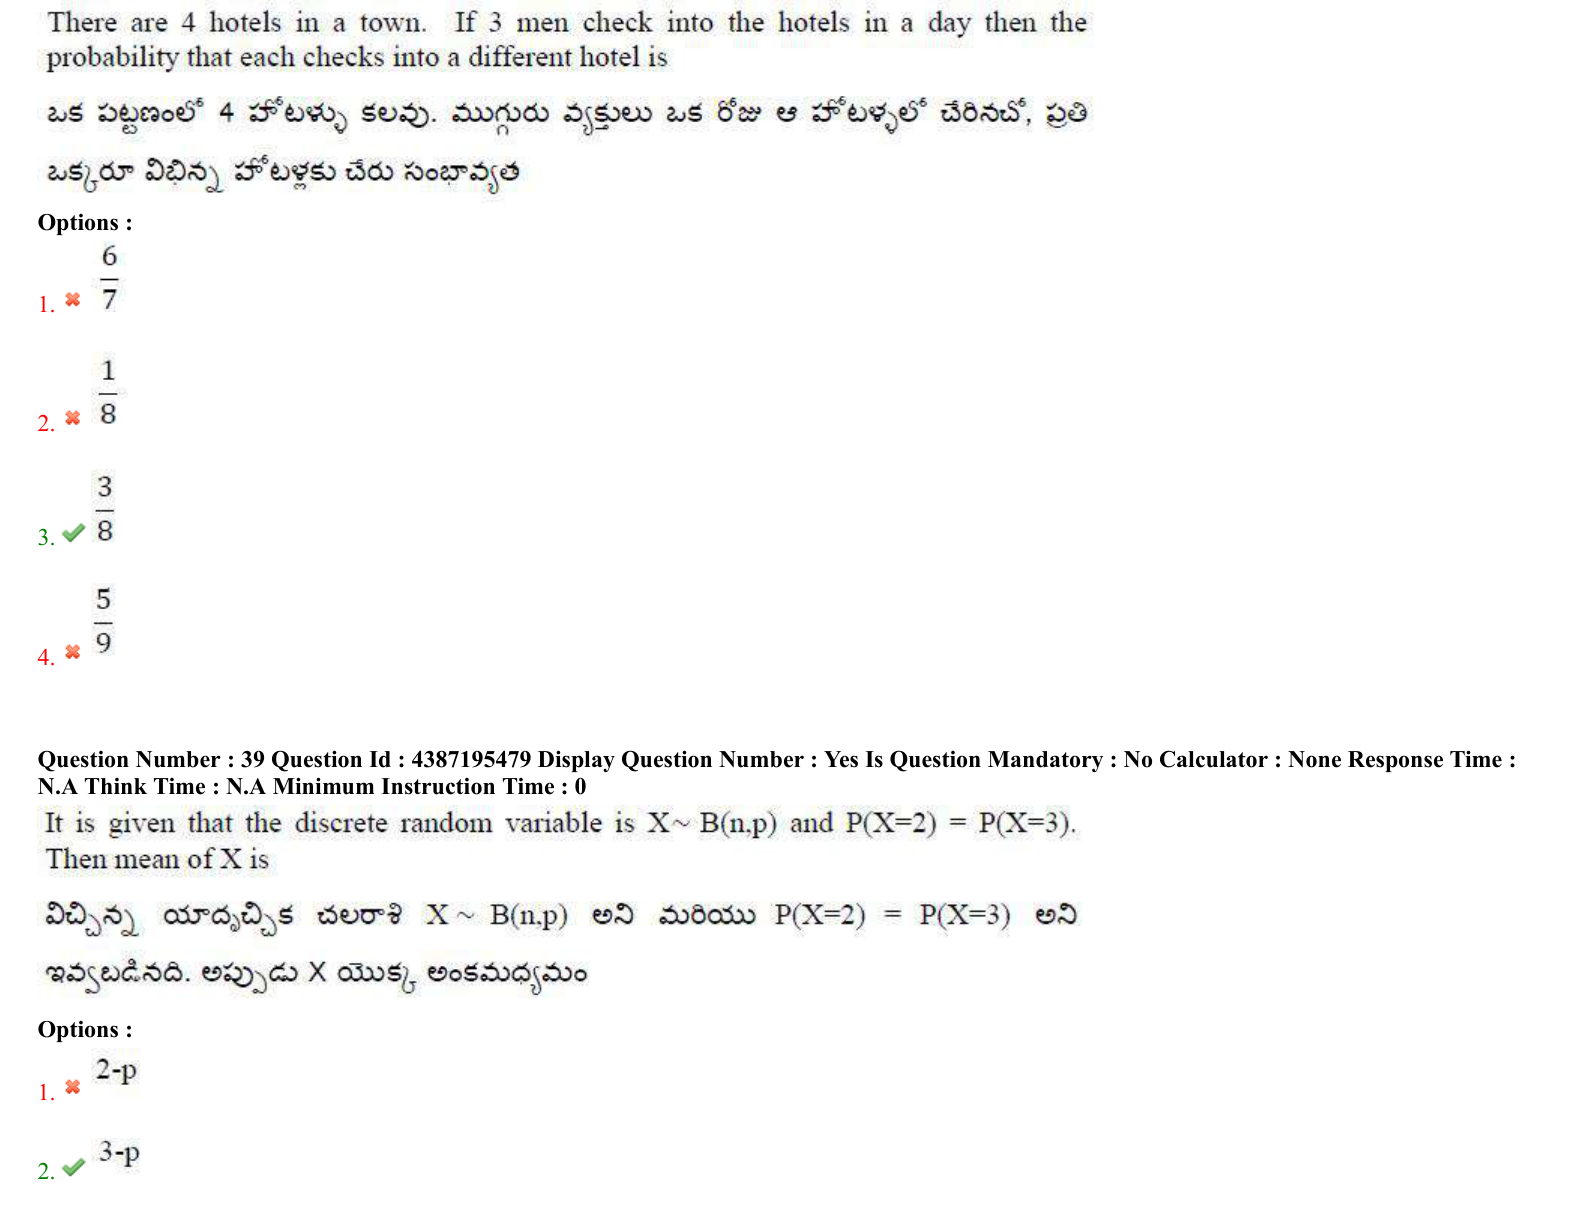 There are 4 hotels in a town. If 3 men check into the hotels in a day then the
probability that each checks into a different hotel is
ఒక పట్టణంలో 4 హోటళ్ళు కలవు. ముగ్గురు వ్యక్తులు ఒక రోజు ఆ హోటళ్ళలో చేరినచో, ప్రతి
ఒక్కరూ విభిన్న హోటళ్లకు చేరు సంభావ్యత
Options :
1. 6/7
2. 1/8
3. 3/8
4. 5/9
Question Number : 39 Question Id : 4387195479 Display Question Number : Yes Is Question Mandatory : No Calculator : None Response Time :
N.A Think Time : N.A Minimum Instruction Time : 0
It is given that the discrete random variable is X~ B(n,p) and P(X=2) = P(X=3).
Then mean of X is
విచ్ఛిన్న యాదృచ్ఛిక చలరాశి X ~ B(n,p) అని మరియు P(X=2) = P(X=3) అని
ఇవ్వబడినది. అప్పుడు X యొక్క అంకమధ్యమం
Options :
1. 2-p
2. 3-p